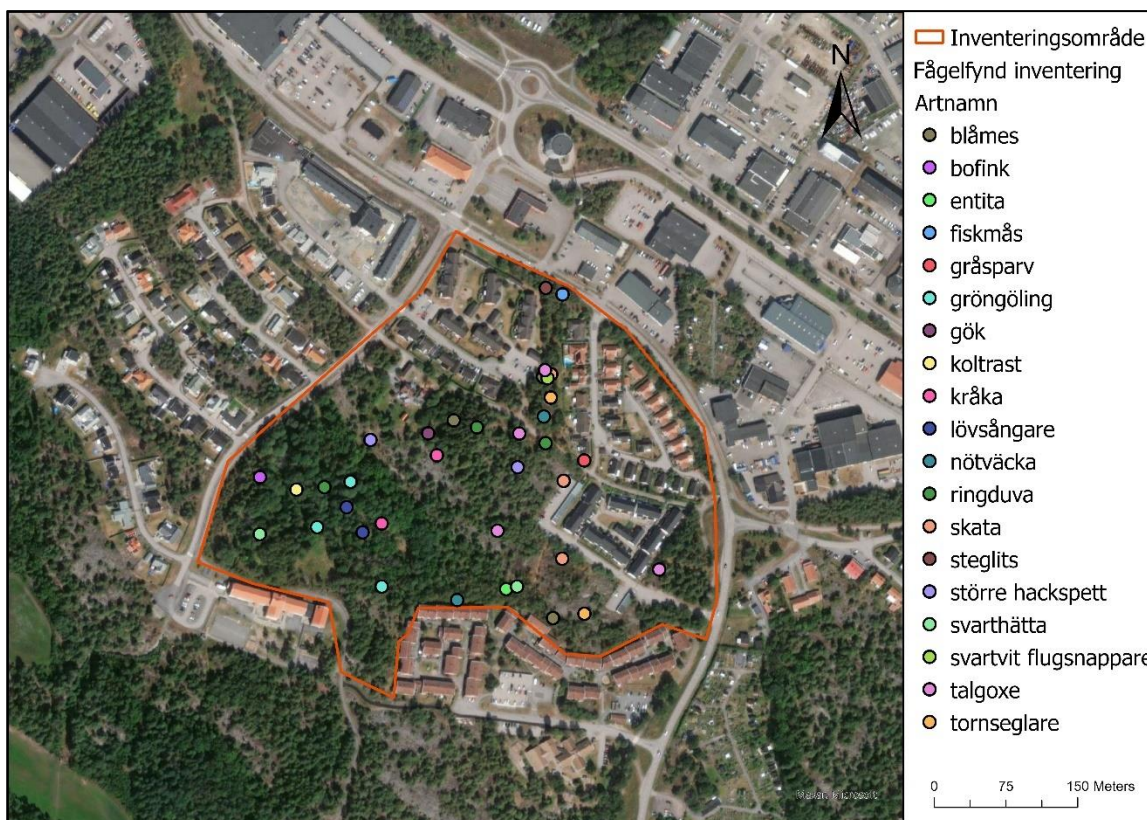 N
Inventeringsområde
Fågelfynd inventering
Artnamn
blåmes
bofink
entita
fiskmås
gråsparv
gröngöling
gök
koltrast
kråka
lövsångare
nötväcka
ringduva
skata
steglits
större hackspett
svarthätta
svartvit flugsnappare
talgoxe
tornseglare
0 75 150 Meters